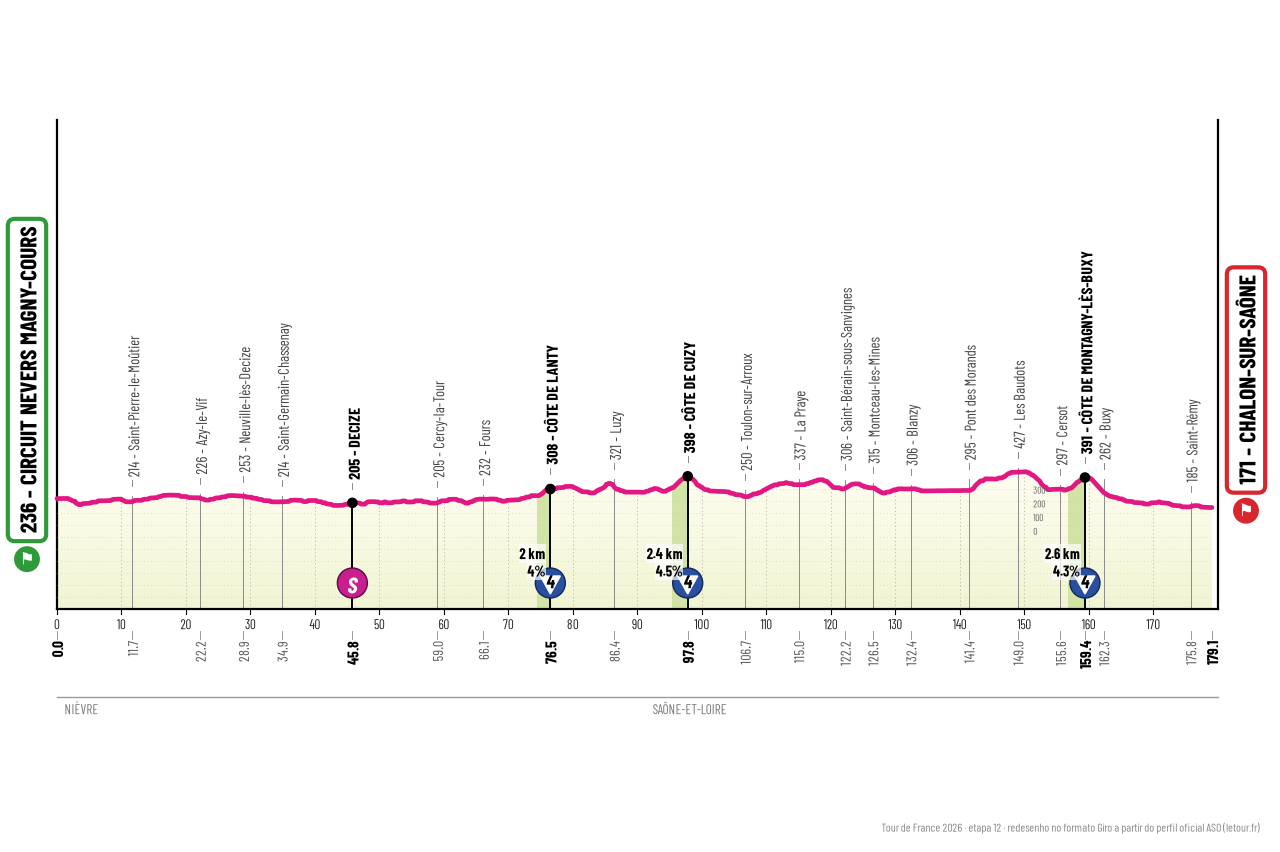 236 - CIRCUIT NEVERS MAGNY-COURS
214 - Saint-Pierre-le-Moûtier
226 - Azy-le-Vif
253 - Neuville-lès-Decize
214 - Saint-Germain-Chassenay
205 - DECIZE
205 - Cercy-la-Tour
232 - Fours
308 - CÔTE DE LANTY
321 - Luzy
398 - CÔTE DE CUZY
250 - Toulon-sur-Arroux
337 - La Praye
306 - Saint-Bérain-sous-Sanvignes
315 - Montceau-les-Mines
306 - Blanzy
295 - Pont des Morands
427 - Les Baudots
297 - Cersot
391 - CÔTE DE MONTAGNY-LÈS-BUXY
262 - Buxy
185 - Saint-Rémy
171 - CHALON-SUR-SAÔNE
300
200
100
0
2 km
4%
2.4 km
4.5%
2.6 km
4.3%
S
4
4
4
0 10 20 30 40 50 60 70 80 90 100 110 120 130 140 150 160 170
0.0 11.7 22.2 28.9 34.9 45.8 59.0 66.1 76.5 86.4 97.8 106.7 115.0 122.2 126.5 132.4 141.4 149.0 155.6 159.4 162.3 175.8 179.1
NIÈVRE
SAÔNE-ET-LOIRE
Tour de France 2026 · etapa 12 · redesenho no formato Giro a partir do perfil oficial ASO (letour.fr)